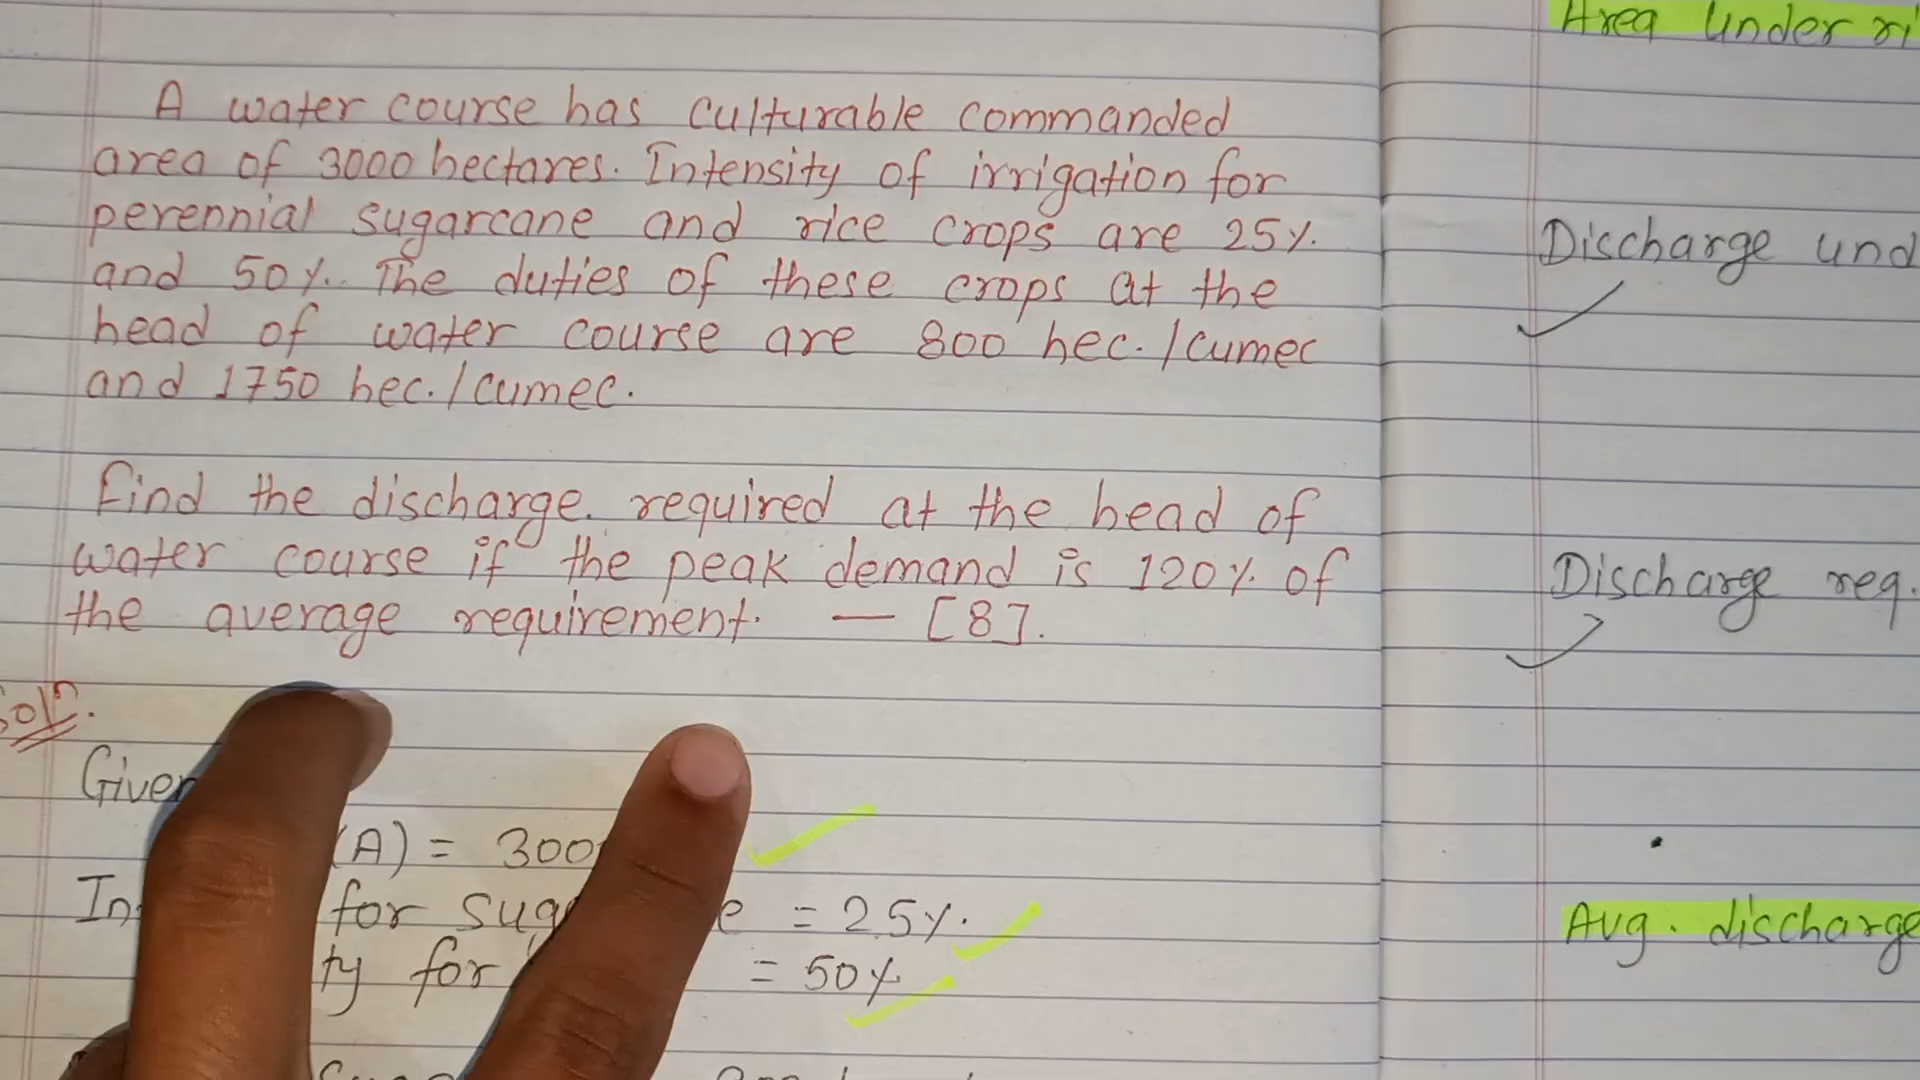 A water course has culturable commanded
area of 3000 hectares. Intensity of irrigation for
perennial sugarcane and rice crops are 25%
and 50%. The duties of these crops at the
head of water course are 800 hec./cumec
and 1750 hec./cumec.
Find the discharge required at the head of
water course if the peak demand is 120% of
the average requirement. — [8].
Soln.
Given
(A) = 300
for = 25%.
for = 50%
Area under
Discharge
Discharge req.
Avg. discharge